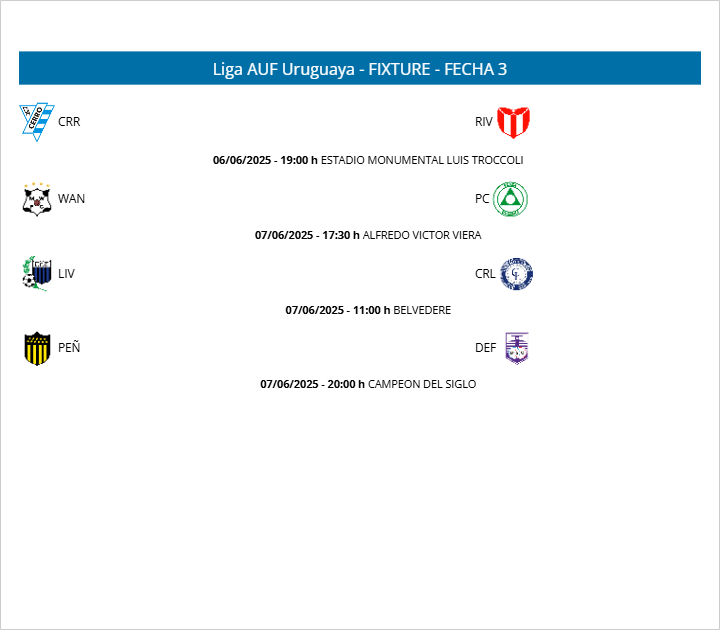 Liga AUF Uruguaya - FIXTURE - FECHA 3
CRR RIV
06/06/2025 - 19:00 h ESTADIO MONUMENTAL LUIS TROCCOLI
WAN PC
07/06/2025 - 17:30 h ALFREDO VICTOR VIERA
LIV CRL
07/06/2025 - 11:00 h BELVEDERE
PEÑ DEF
07/06/2025 - 20:00 h CAMPEON DEL SIGLO